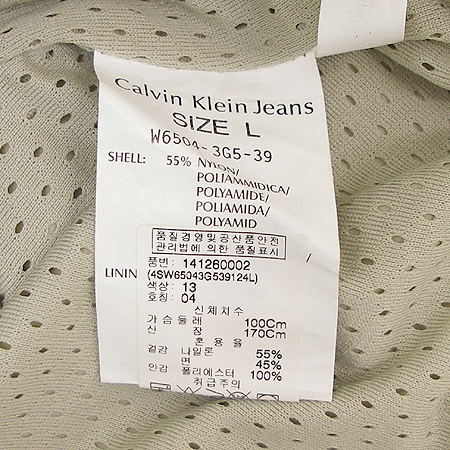 Calvin Klein Jeans
SIZE L
W6504-3G5-39
SHELL: 55% NYLON/
POLIAMMIDICA/
POLYAMIDE/
POLIAMIDA/
POLYAMID
품질경영및공산품안전
관리법에 의한 품질표시
품번: 141260002
LININ (4SW65043G539124L)
색상: 13
호칭: 04
신체치수
가슴둘레 100Cm
신 장 170Cm
혼용율
겉감 나일론 55%
면 45%
안감 폴리에스터 100%
취급주의